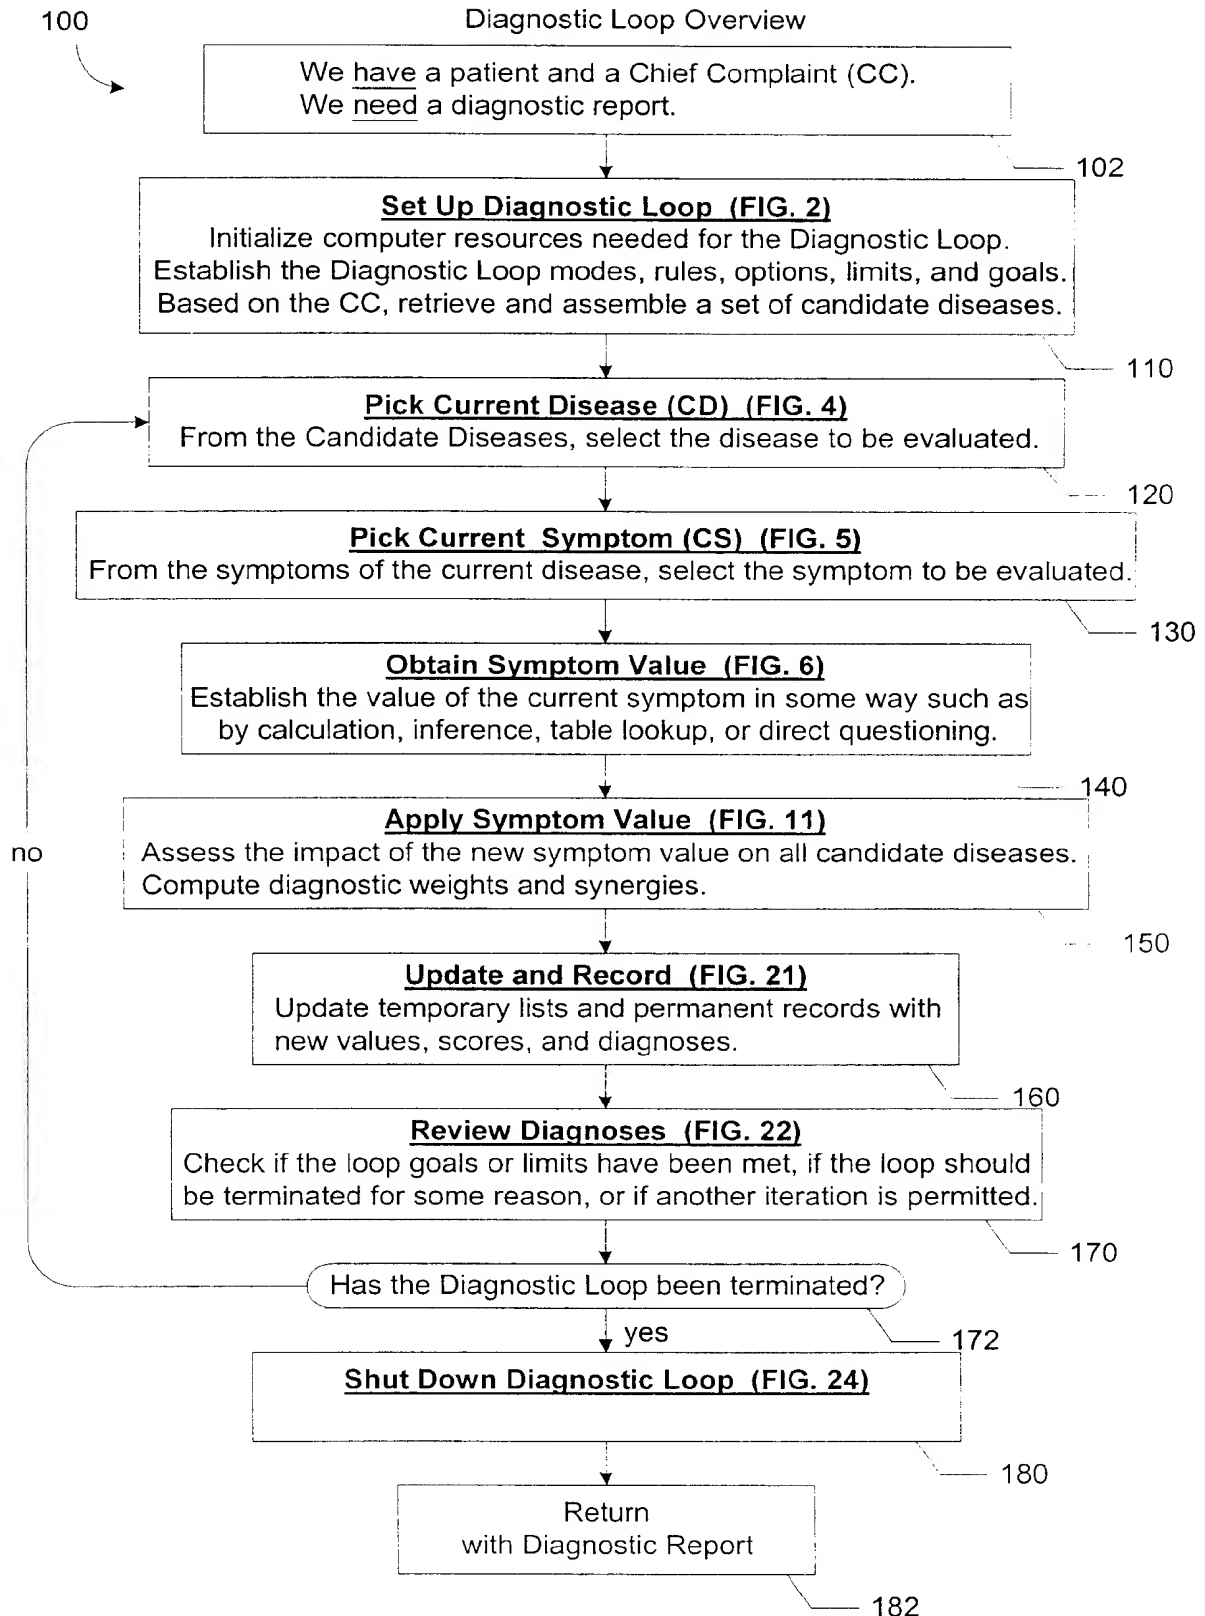 100
Diagnostic Loop Overview
We have a patient and a Chief Complaint (CC).
We need a diagnostic report.
102
Set Up Diagnostic Loop (FIG. 2)
Initialize computer resources needed for the Diagnostic Loop.
Establish the Diagnostic Loop modes, rules, options, limits, and goals.
Based on the CC, retrieve and assemble a set of candidate diseases.
110
Pick Current Disease (CD) (FIG. 4)
From the Candidate Diseases, select the disease to be evaluated.
120
Pick Current Symptom (CS) (FIG. 5)
From the symptoms of the current disease, select the symptom to be evaluated.
130
Obtain Symptom Value (FIG. 6)
Establish the value of the current symptom in some way such as
by calculation, inference, table lookup, or direct questioning.
140
Apply Symptom Value (FIG. 11)
Assess the impact of the new symptom value on all candidate diseases.
Compute diagnostic weights and synergies.
150
no
Update and Record (FIG. 21)
Update temporary lists and permanent records with
new values, scores, and diagnoses.
160
Review Diagnoses (FIG. 22)
Check if the loop goals or limits have been met, if the loop should
be terminated for some reason, or if another iteration is permitted.
170
Has the Diagnostic Loop been terminated?
172
yes
Shut Down Diagnostic Loop (FIG. 24)
180
Return
with Diagnostic Report
182